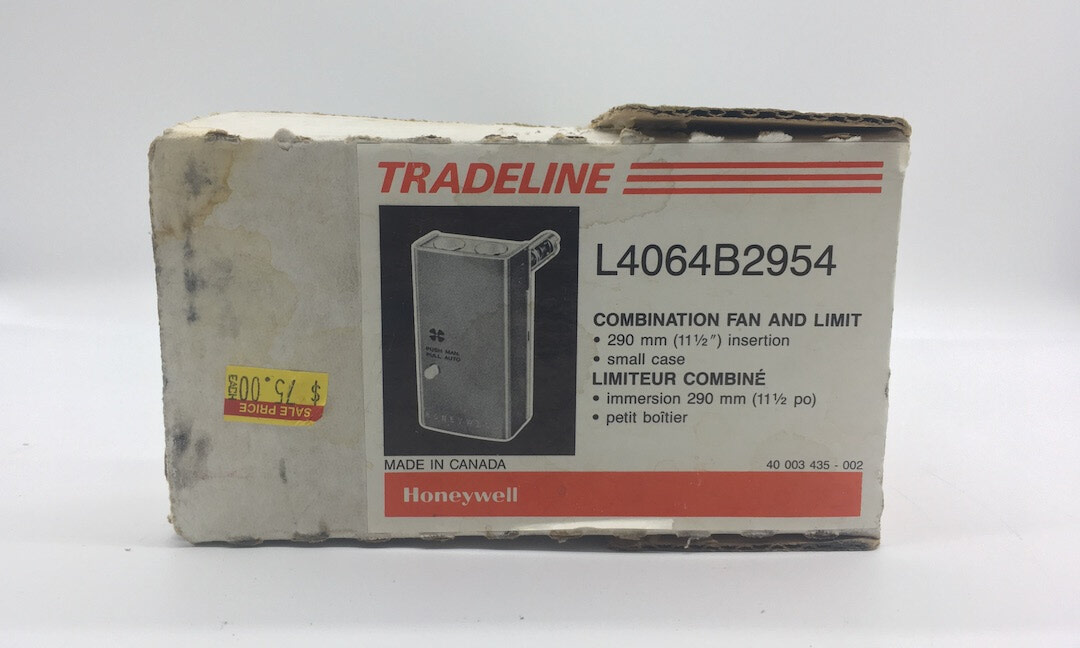 TRADELINE
L4064B2954
COMBINATION FAN AND LIMIT
• 290 mm (11½″) insertion
• small case
LIMITEUR COMBINÉ
• immersion 290 mm (11½ po)
• petit boîtier
PUSH MAN.
PULL AUTO
MADE IN CANADA
40 003 435 - 002
Honeywell
$ 75.00
EACH
SALE PRICE